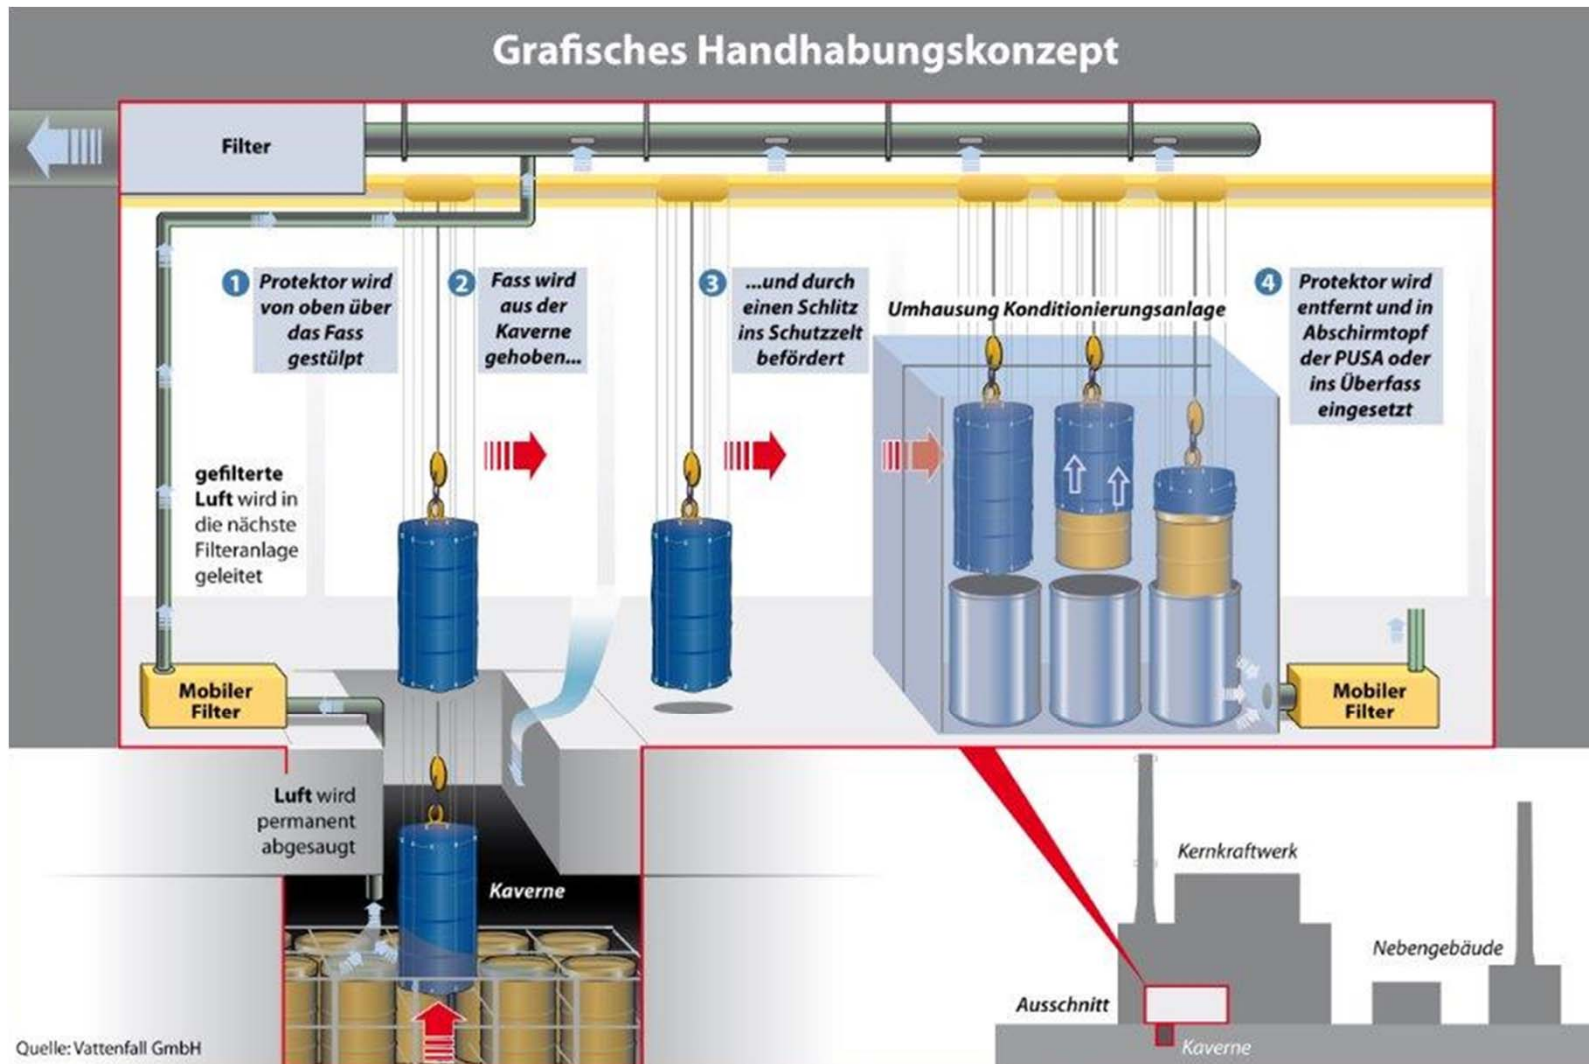 Grafisches Handhabungskonzept
Filter
1
Protektor wird
von oben über
das Fass
gestülpt
2
Fass wird
aus der
Kaverne
gehoben...
3
...und durch
einen Schlitz
ins Schutzzelt
befördert
Umhausung Konditionierungsanlage
4
Protektor wird
entfernt und in
Abschirmtopf
der PUSA oder
ins Überfass
eingesetzt
gefilterte
Luft wird in
die nächste
Filteranlage
geleitet
Mobiler
Filter
Mobiler
Filter
Luft wird
permanent
abgesaugt
Kaverne
Kernkraftwerk
Nebengebäude
Ausschnitt
Kaverne
Quelle: Vattenfall GmbH